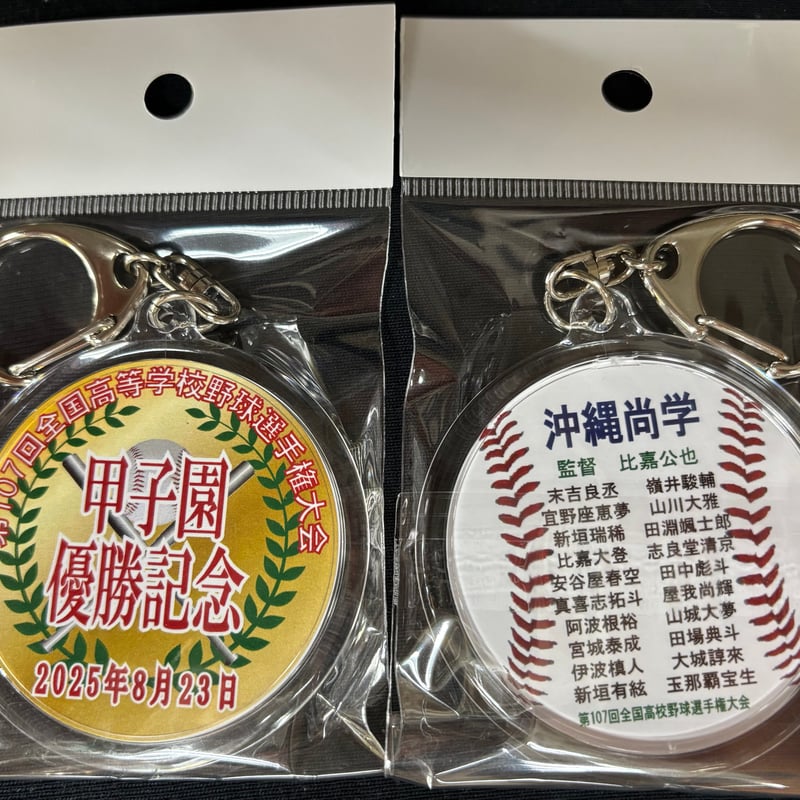 第107回全国高等学校野球選手権大会
甲子園
優勝記念
2025年8月23日
沖縄尚学
監督 比嘉公也
末吉良丞 嶺井駿輔
宜野座恵夢 山川大雅
新垣瑞稀 田淵颯士郎
比嘉大登 志良堂清京
安谷屋春空 田中彪斗
真喜志拓斗 屋我尚輝
阿波根裕 山城大夢
宮城泰成 田場典斗
伊波槙人 大城諄來
新垣有絃 玉那覇宝生
第107回全国高校野球選手権大会